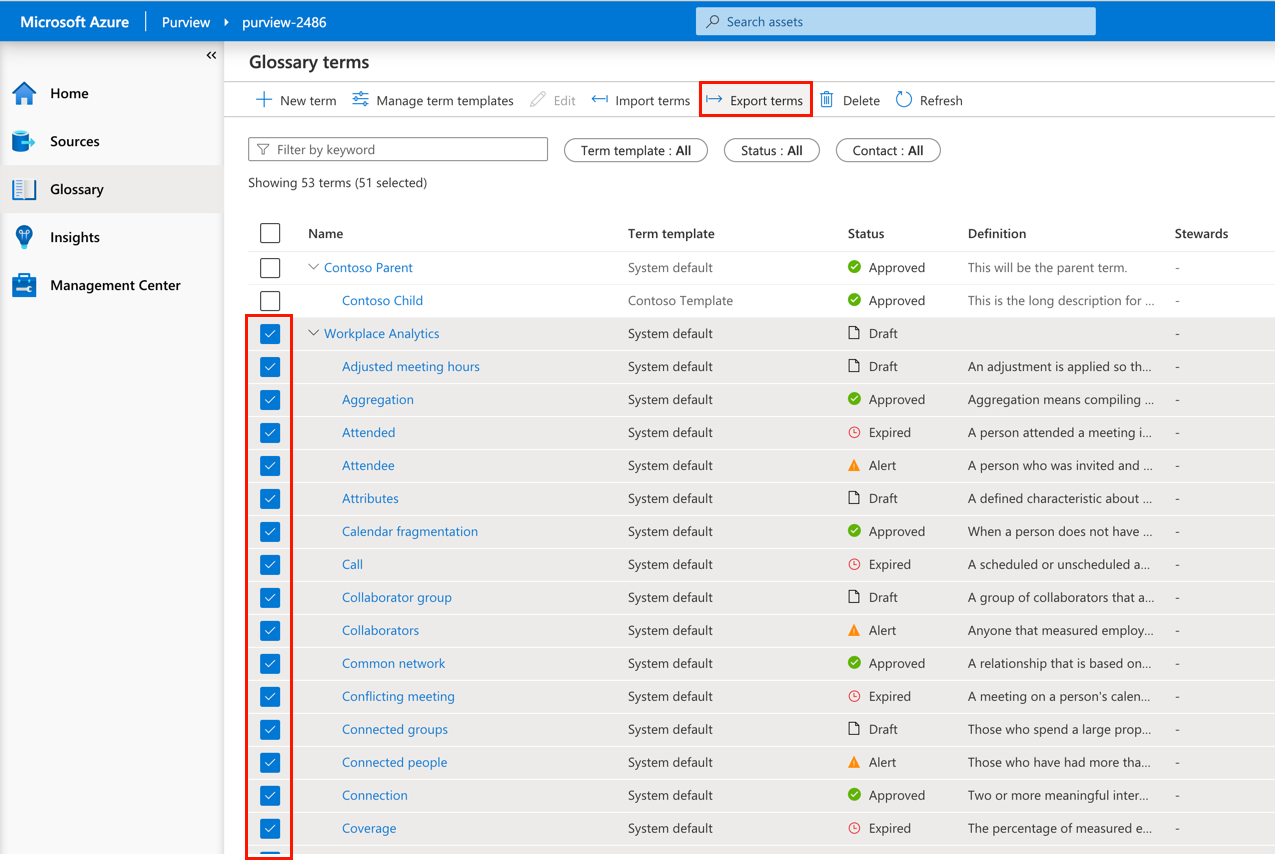 Microsoft Azure Purview purview-2486 Search assets
«
Home
Sources
Glossary
Insights
Management Center
Glossary terms
New term Manage term templates Edit Import terms Export terms Delete Refresh
Filter by keyword Term template : All Status : All Contact : All
Showing 53 terms (51 selected)
Name Term template Status Definition Stewards
Contoso Parent System default Approved This will be the parent term. -
Contoso Child Contoso Template Approved This is the long description for ... -
Workplace Analytics System default Draft -
Adjusted meeting hours System default Draft An adjustment is applied so th... -
Aggregation System default Approved Aggregation means compiling ... -
Attended System default Expired A person attended a meeting i... -
Attendee System default Alert A person who was invited and ... -
Attributes System default Draft A defined characteristic about ... -
Calendar fragmentation System default Approved When a person does not have ... -
Call System default Expired A scheduled or unscheduled a... -
Collaborator group System default Draft A group of collaborators that a... -
Collaborators System default Alert Anyone that measured employ... -
Common network System default Approved A relationship that is based on... -
Conflicting meeting System default Expired A meeting on a person's calen... -
Connected groups System default Draft Those who spend a large prop... -
Connected people System default Alert Those who have had more tha... -
Connection System default Approved Two or more meaningful inter... -
Coverage System default Expired The percentage of measured e... -